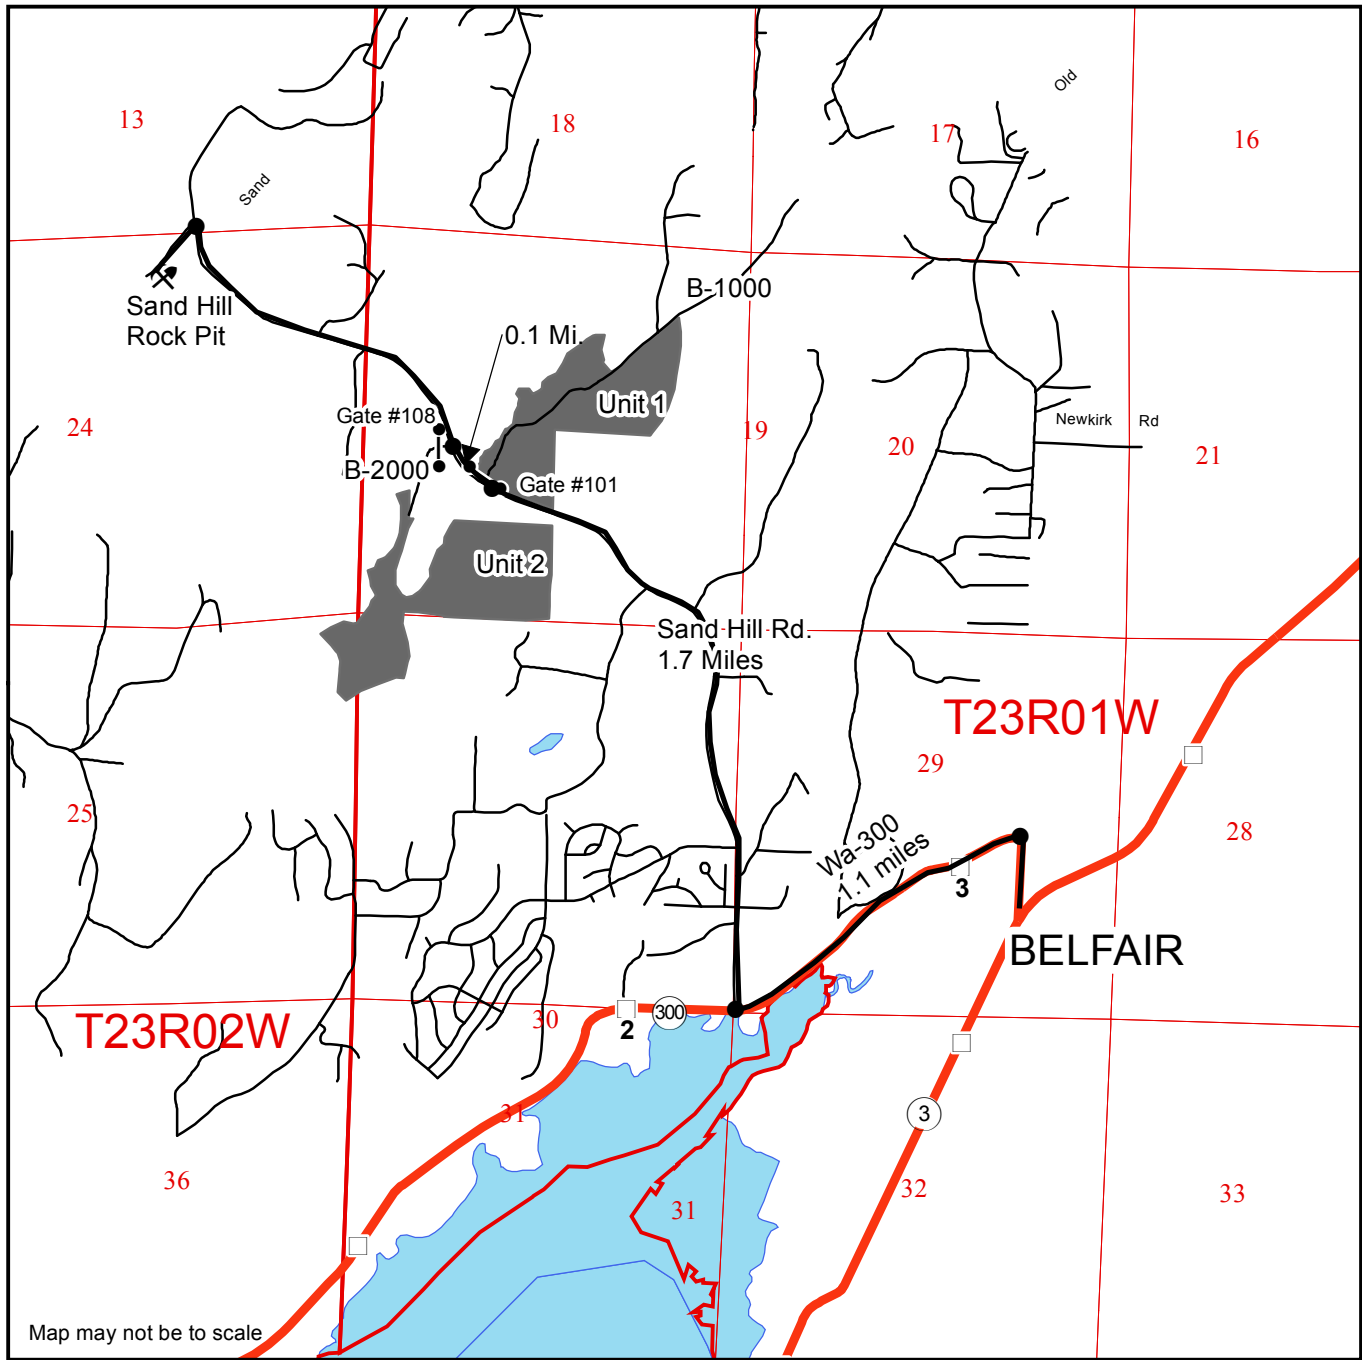 Old
13
18
17
16
Sand
B-1000
Sand Hill
Rock Pit
0.1 Mi.
Unit 1
Gate #108
Newkirk Rd
24
19
20
21
B-2000
Gate #101
Unit 2
Sand Hill Rd.
1.7 Miles
T23R01W
29
25
28
Wa-300
1.1 miles
3
BELFAIR
T23R02W
30
2
300
31
3
36
31
32
33
Map may not be to scale